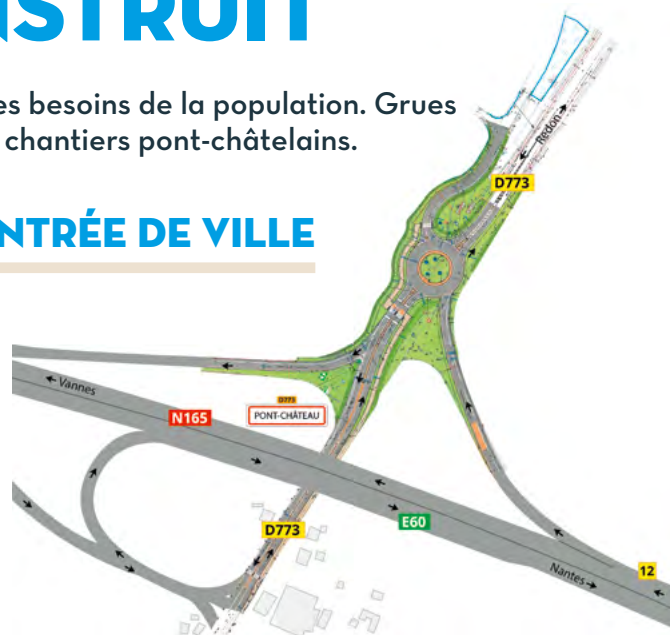 NSTRUIT
es besoins de la population. Grues
chantiers pont-châtelains.
NTRÉE DE VILLE
Redon
D773
Vannes
N165
D773
PONT-CHÂTEAU
D773
E60
Nantes
12